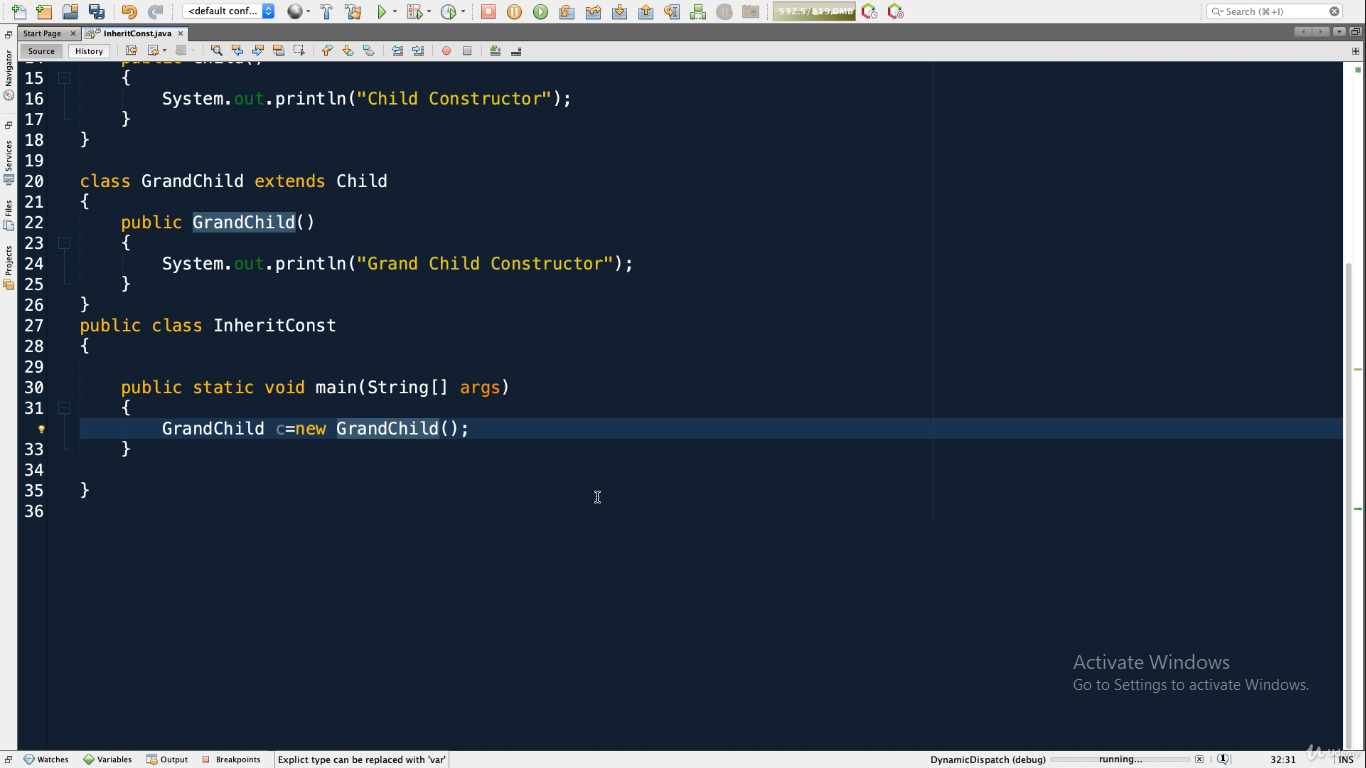 <default conf...
532.5/819.0MB
Search (⌘+I)
Start Page
InheritConst.java
Source
History
Navigator
Services
Files
Projects
14 public Child()
15 {
16 System.out.println("Child Constructor");
17 }
18 }
19
20 class GrandChild extends Child
21 {
22 public GrandChild()
23 {
24 System.out.println("Grand Child Constructor");
25 }
26 }
27 public class InheritConst
28 {
29
30 public static void main(String[] args)
31 {
GrandChild c=new GrandChild();
33 }
34
35 }
36
Activate Windows
Go to Settings to activate Windows.
Watches
Variables
Output
Breakpoints
Explict type can be replaced with 'var'
DynamicDispatch (debug)
running...
1
32:31
INS
Udemy